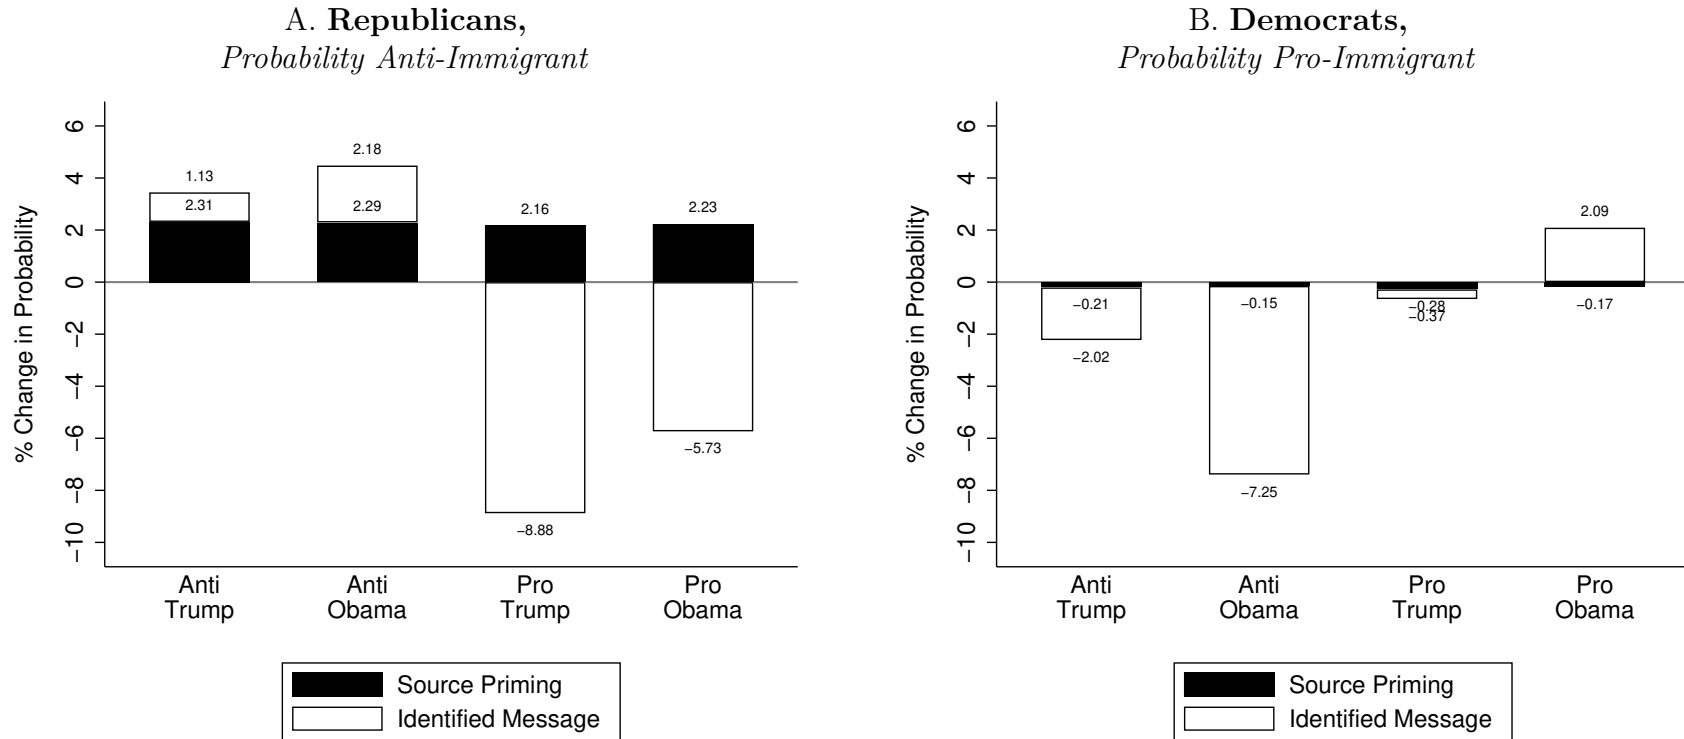 A. Republicans,
Probability Anti-Immigrant
% Change in Probability
6
4
2
0
−2
−4
−6
−8
−10
1.13
2.31
2.18
2.29
2.16
−8.88
2.23
−5.73
Anti
Trump
Anti
Obama
Pro
Trump
Pro
Obama
Source Priming
Identified Message
B. Democrats,
Probability Pro-Immigrant
% Change in Probability
6
4
2
0
−2
−4
−6
−8
−10
−0.21
−2.02
−0.15
−7.25
−0.28
−0.37
2.09
−0.17
Anti
Trump
Anti
Obama
Pro
Trump
Pro
Obama
Source Priming
Identified Message